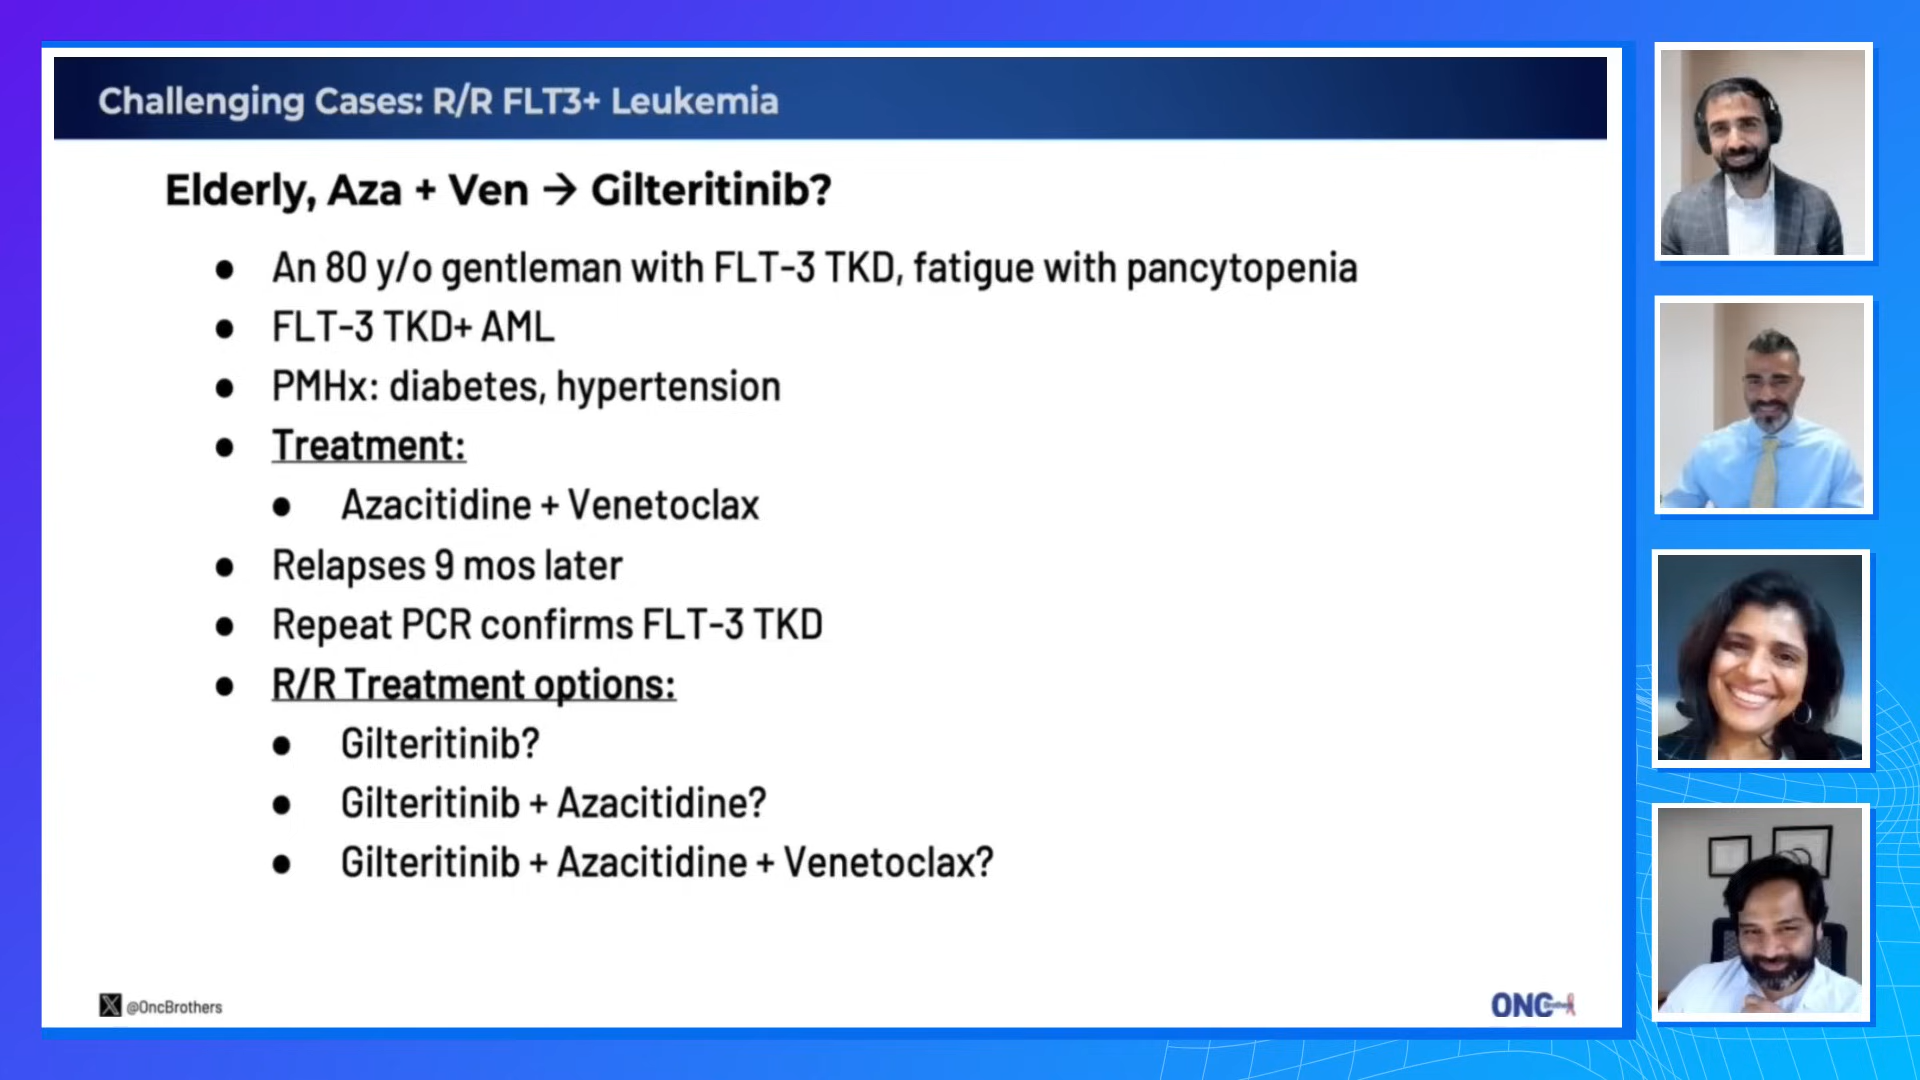 Challenging Cases: R/R FLT3+ Leukemia
Elderly, Aza + Ven → Gilteritinib?
● An 80 y/o gentleman with FLT-3 TKD, fatigue with pancytopenia
● FLT-3 TKD+ AML
● PMHx: diabetes, hypertension
● Treatment:
● Azacitidine + Venetoclax
● Relapses 9 mos later
● Repeat PCR confirms FLT-3 TKD
● R/R Treatment options:
● Gilteritinib?
● Gilteritinib + Azacitidine?
● Gilteritinib + Azacitidine + Venetoclax?
@OncBrothers
ONC Brothers